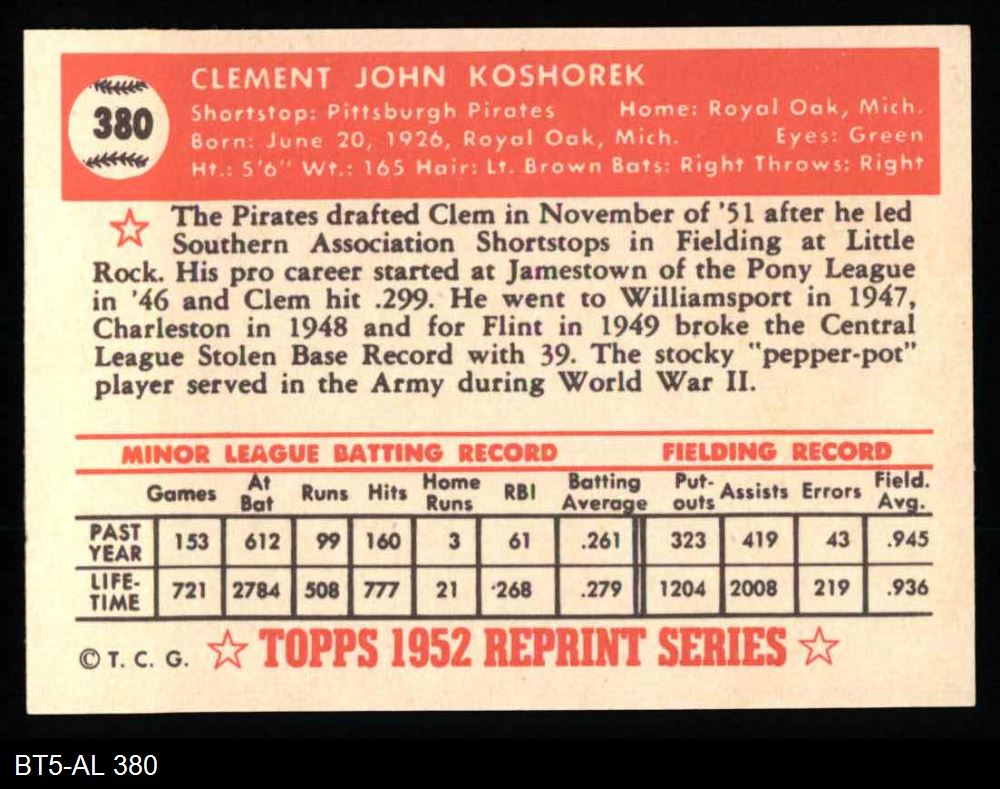 380
CLEMENT JOHN KOSHOREK
Shortstop: Pittsburgh Pirates Home: Royal Oak, Mich.
Born: June 20, 1926, Royal Oak, Mich. Eyes: Green
Ht.: 5'6" Wt.: 165 Hair: Lt. Brown Bats: Right Throws: Right
The Pirates drafted Clem in November of '51 after he led
Southern Association Shortstops in Fielding at Little
Rock. His pro career started at Jamestown of the Pony League
in '46 and Clem hit .299. He went to Williamsport in 1947,
Charleston in 1948 and for Flint in 1949 broke the Central
League Stolen Base Record with 39. The stocky "pepper-pot"
player served in the Army during World War II.
MINOR LEAGUE BATTING RECORD FIELDING RECORD
Games At Bat Runs Hits Home Runs RBI Batting Average Put-outs Assists Errors Field. Avg.
PAST YEAR 153 612 99 160 3 61 .261 323 419 43 .945
LIFE-TIME 721 2784 508 777 21 268 .279 1204 2008 219 .936
© T. C. G. ☆ TOPPS 1952 REPRINT SERIES ☆
BT5-AL 380